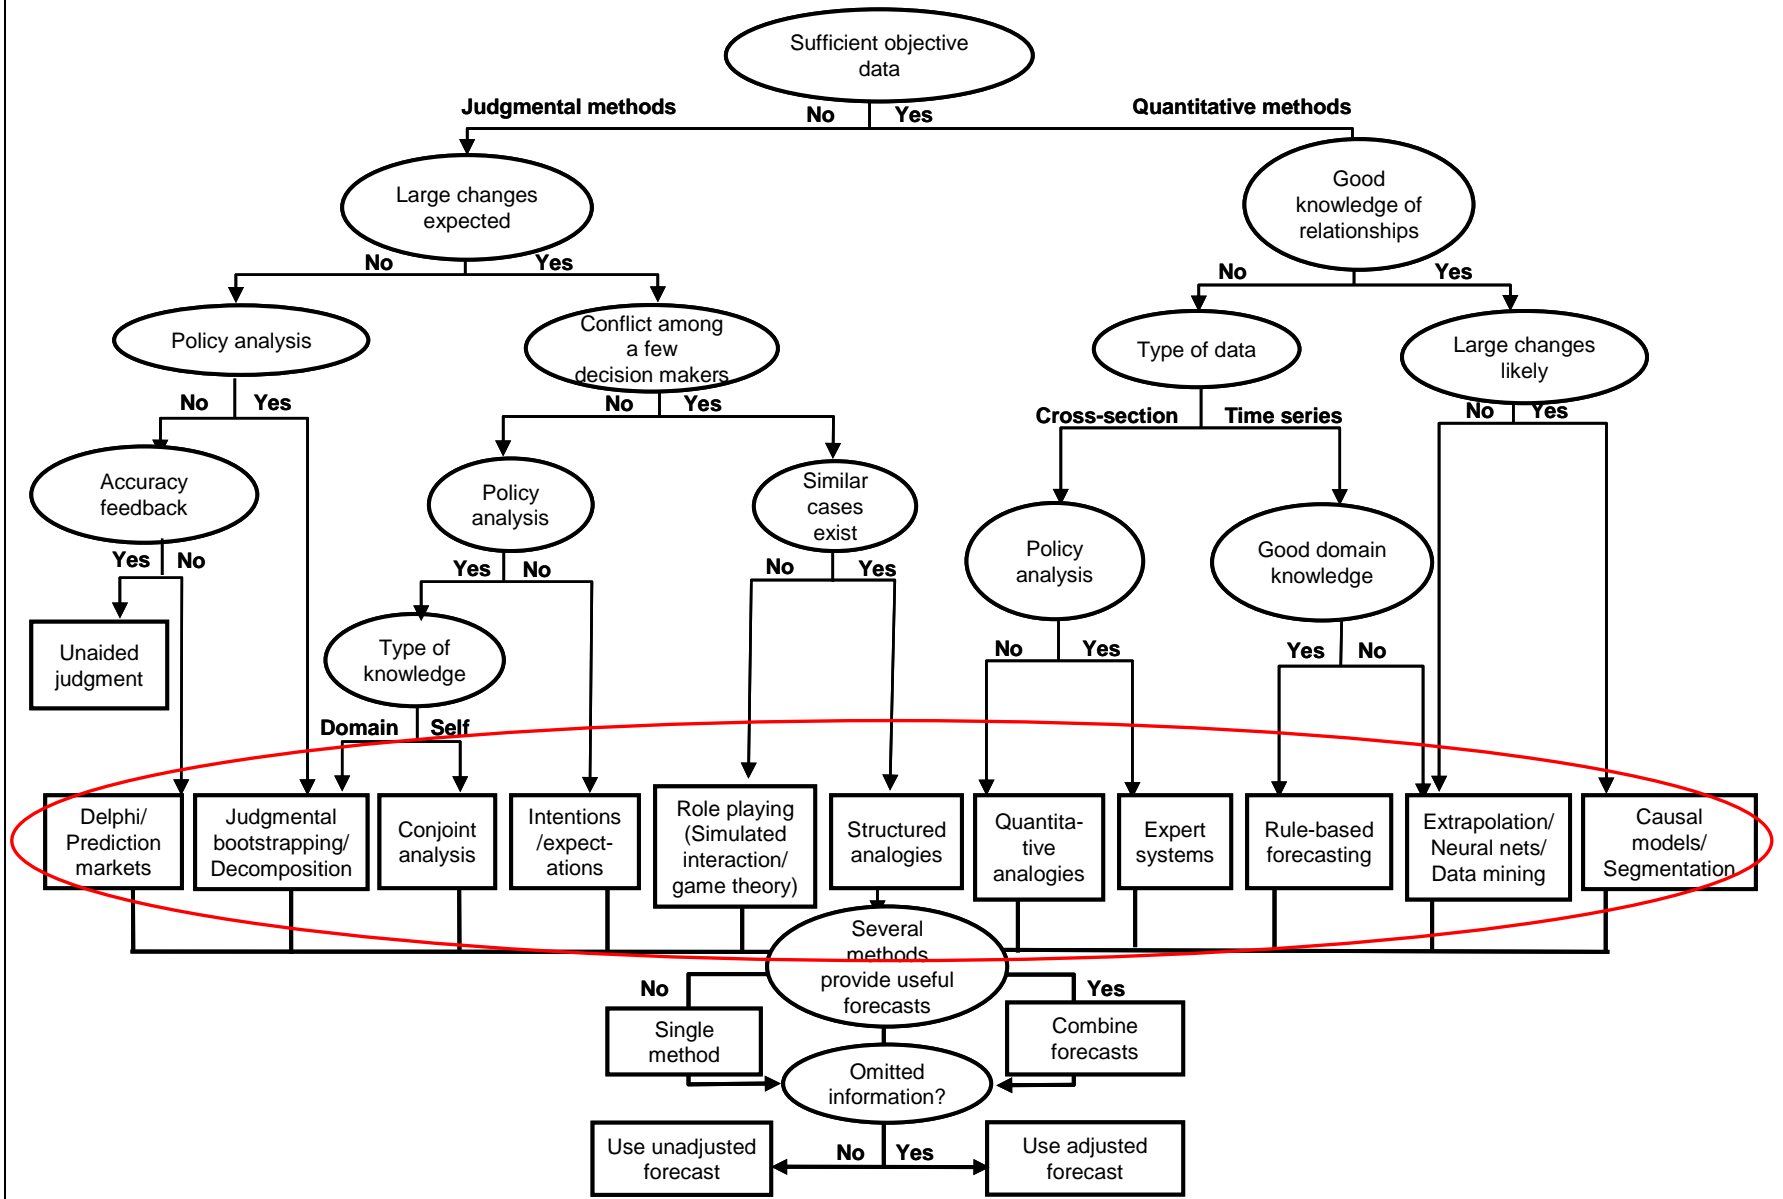 Sufficient objective
data
Judgmental methods
No
Yes
Quantitative methods
Large changes
expected
Good
knowledge of
relationships
No
Yes
No
Yes
Policy analysis
Conflict among
a few
decision makers
Type of data
Large changes
likely
No
Yes
No
Yes
Cross-section
Time series
No
Yes
Accuracy
feedback
Policy
analysis
Similar
cases
exist
Policy
analysis
Good domain
knowledge
Yes
No
Yes
No
No
Yes
Unaided
judgment
Type of
knowledge
No
Yes
Yes
No
Domain
Self
Delphi/
Prediction
markets
Judgmental
bootstrapping/
Decomposition
Conjoint
analysis
Intentions
/expect-
ations
Role playing
(Simulated
interaction/
game theory)
Structured
analogies
Quantita-
tive
analogies
Expert
systems
Rule-based
forecasting
Extrapolation/
Neural nets/
Data mining
Causal
models/
Segmentation
Several
methods
provide useful
forecasts
No
Yes
Single
method
Combine
forecasts
Omitted
information?
No
Yes
Use unadjusted
forecast
Use adjusted
forecast